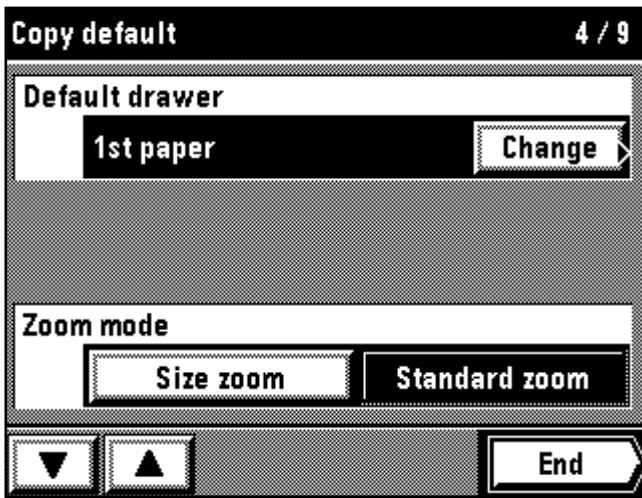 Copy default 4 / 9
Default drawer
1st paper Change
Zoom mode
Size zoom Standard zoom
End